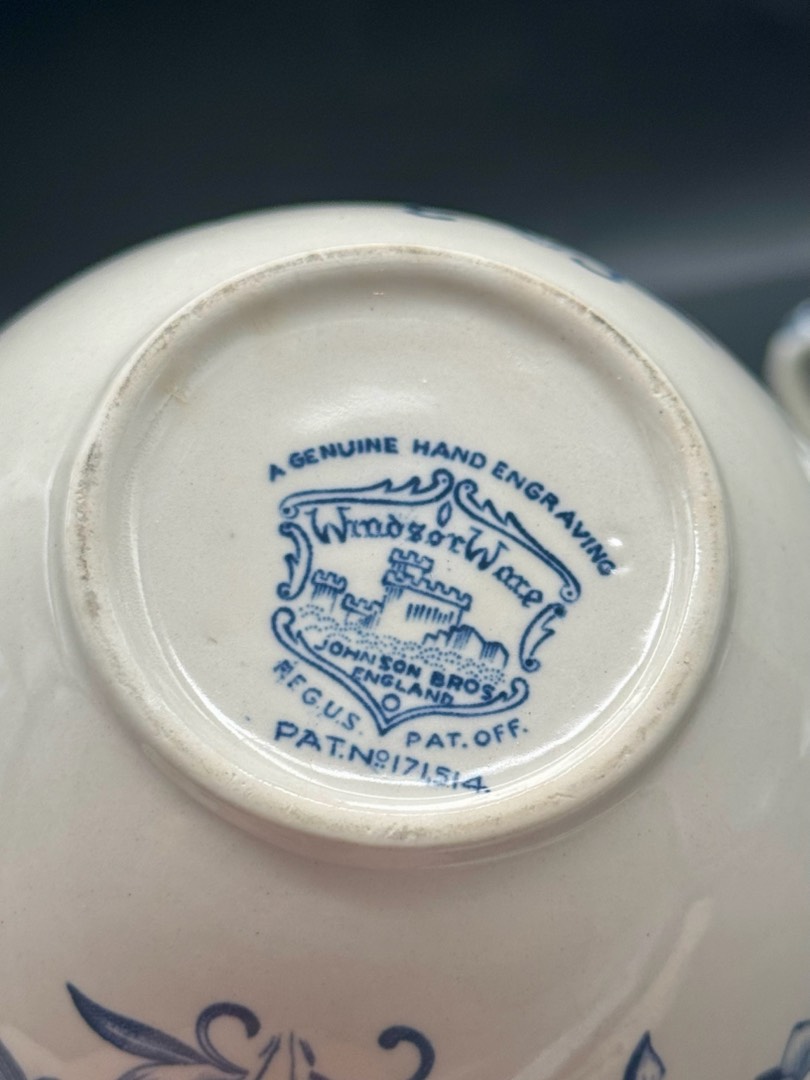 A GENUINE HAND ENGRAVING
Windsor Ware
JOHNSON BROS
ENGLAND
REG.U.S. PAT.OFF.
PAT.Nº171,514.